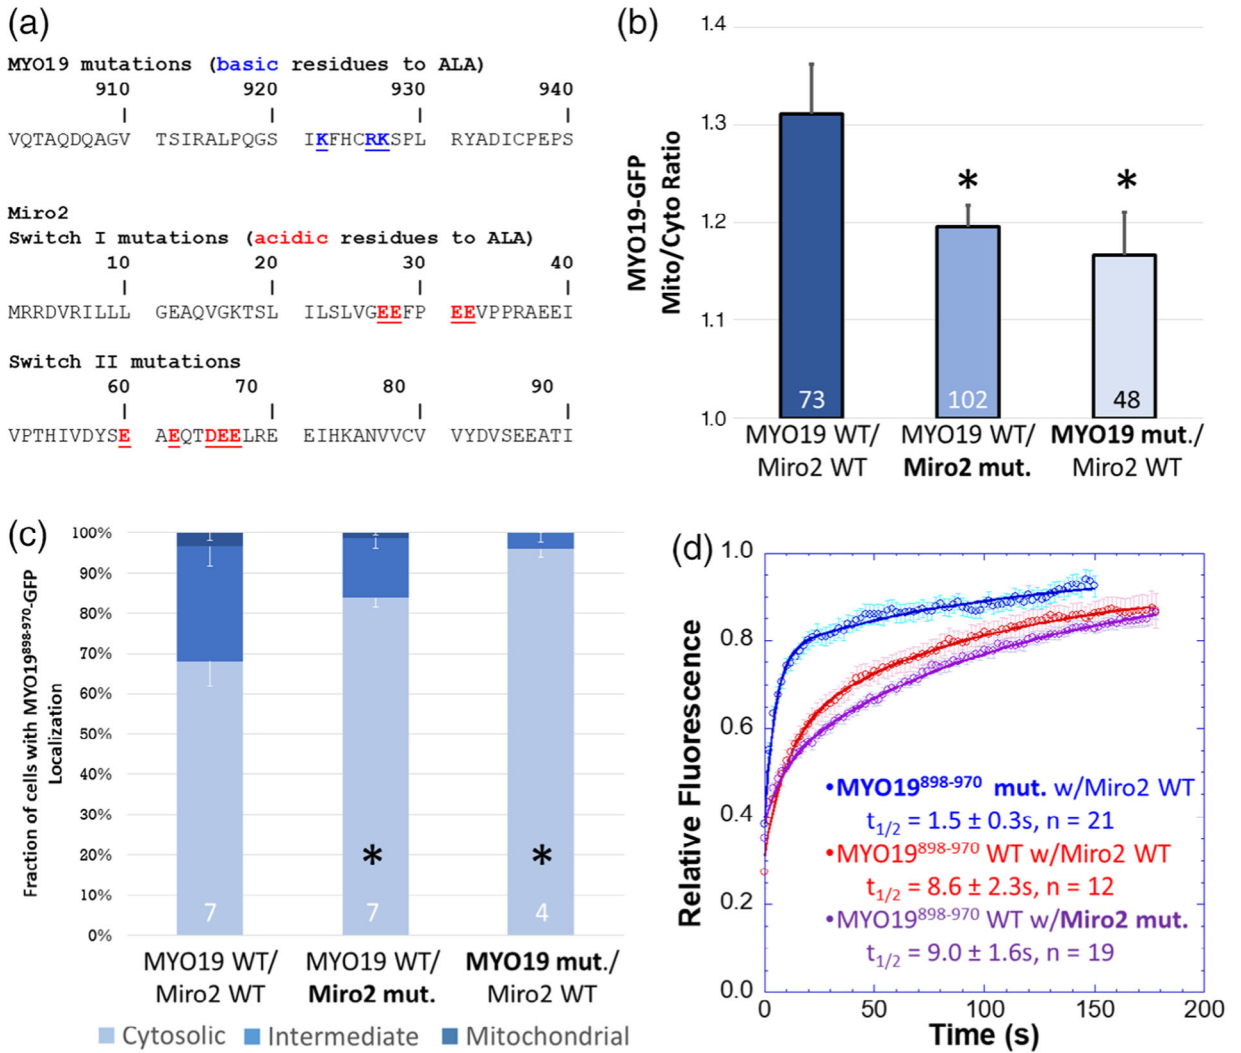 (a)
MYO19 mutations (basic residues to ALA)
910 920 930 940
VQTAQDQAGV TSIRALPQGS IKFHCRKSPL RYADICPEPS
Miro2
Switch I mutations (acidic residues to ALA)
10 20 30 40
MRRDVRILLL GEAQVGKTSL ILSLVGEEFP EEVPPRAEEI
Switch II mutations
60 70 80 90
VPTHIVDYSE AEQTDEELRE EIHKANVVCV VYDVSEEATI
(b)
MYO19-GFP
Mito/Cyto Ratio
1.4
1.3
1.2
1.1
1.0
* *
73 102 48
MYO19 WT/ MYO19 WT/ MYO19 mut./
Miro2 WT Miro2 mut. Miro2 WT
(c)
Fraction of cells with MYO19⁸⁹⁸⁻⁹⁷⁰-GFP
Localization
100%
90%
80%
70%
60%
50%
40%
30%
20%
10%
0%
* *
7 7 4
MYO19 WT/ MYO19 WT/ MYO19 mut./
Miro2 WT Miro2 mut. Miro2 WT
Cytosolic Intermediate Mitochondrial
(d)
Relative Fluorescence
1.0
0.8
0.6
0.4
0.2
0.0
•MYO19⁸⁹⁸⁻⁹⁷⁰ mut. w/Miro2 WT
t₁/₂ = 1.5 ± 0.3s, n = 21
•MYO19⁸⁹⁸⁻⁹⁷⁰ WT w/Miro2 WT
t₁/₂ = 8.6 ± 2.3s, n = 12
•MYO19⁸⁹⁸⁻⁹⁷⁰ WT w/Miro2 mut.
t₁/₂ = 9.0 ± 1.6s, n = 19
0 50 100 150 200
Time (s)